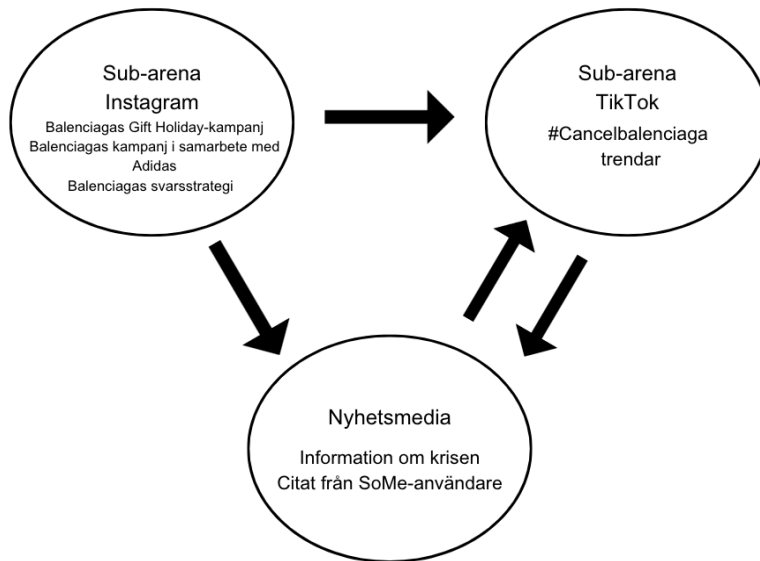 Sub-arena
Instagram
Balenciagas Gift Holiday-kampanj
Balenciagas kampanj i samarbete med
Adidas
Balenciagas svarsstrategi
Sub-arena
TikTok
#Cancelbalenciaga
trendar
Nyhetsmedia
Information om krisen
Citat från SoMe-användare